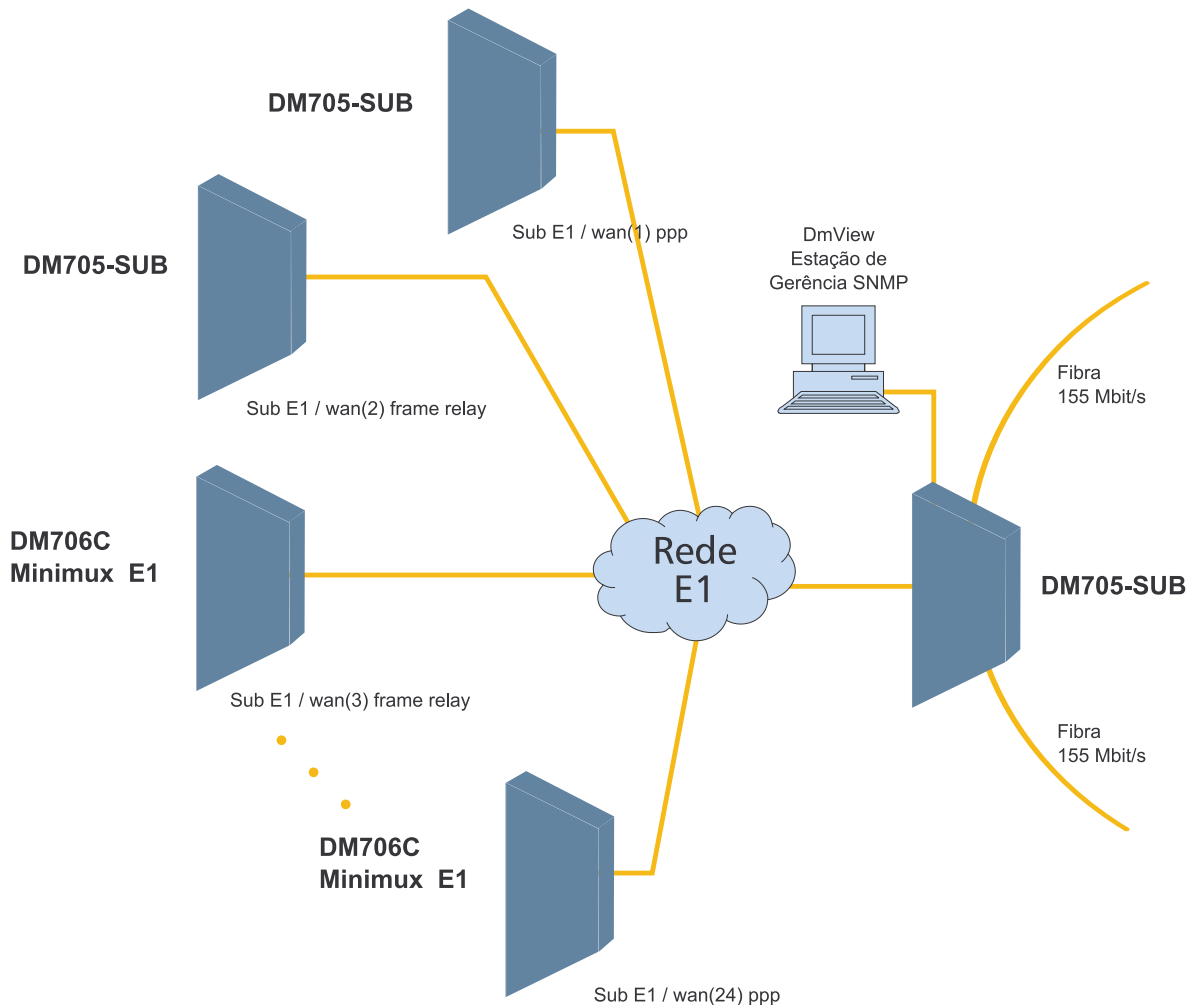 DM705-SUB
Sub E1 / wan(1) ppp
DmView
Estação de
Gerência SNMP
DM705-SUB
Sub E1 / wan(2) frame relay
Fibra
155 Mbit/s
DM706C
Minimux E1
Sub E1 / wan(3) frame relay
Rede
E1
DM705-SUB
Fibra
155 Mbit/s
DM706C
Minimux E1
Sub E1 / wan(24) ppp